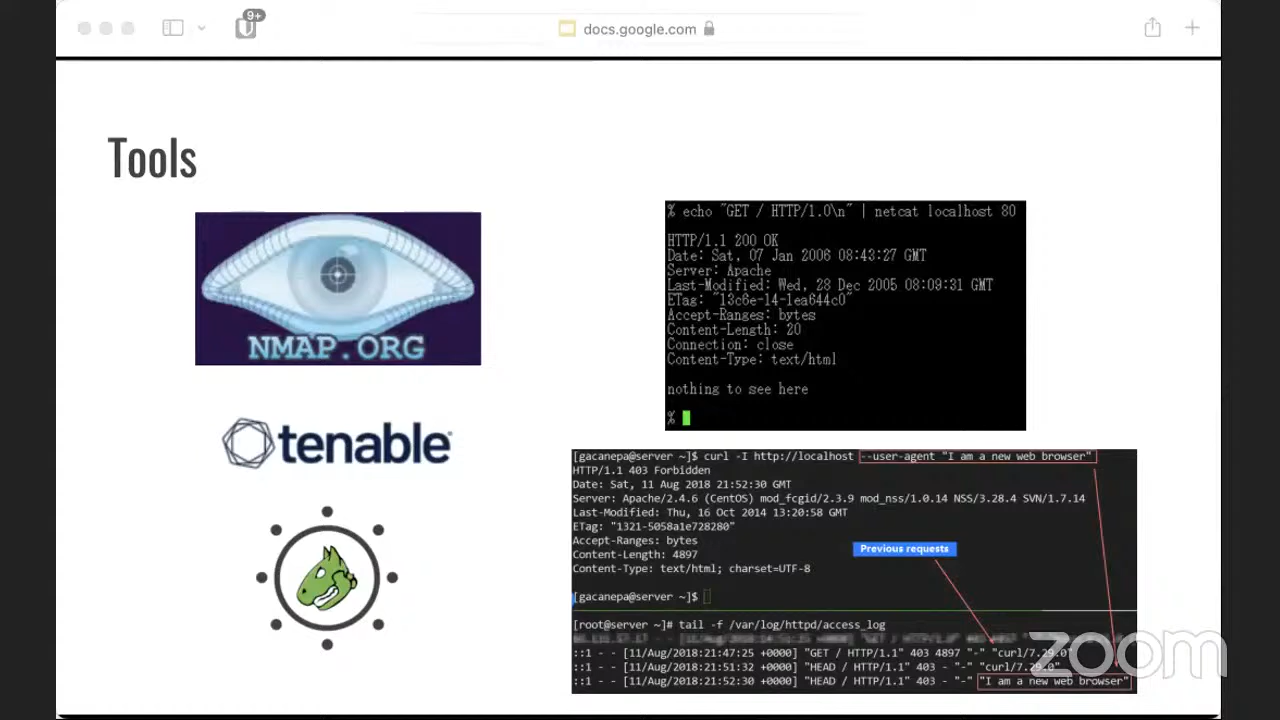 9+
docs.google.com
Tools
NMAP.ORG
tenable
% echo "GET / HTTP/1.0\n" | netcat localhost 80
HTTP/1.1 200 OK
Date: Sat, 07 Jan 2006 08:43:27 GMT
Server: Apache
Last-Modified: Wed, 28 Dec 2005 08:09:31 GMT
ETag: "13c6e-14-1ea644c0"
Accept-Ranges: bytes
Content-Length: 20
Connection: close
Content-Type: text/html
nothing to see here
%
[gacanepa@server ~]$ curl -I http://localhost --user-agent "I am a new web browser"
HTTP/1.1 403 Forbidden
Date: Sat, 11 Aug 2018 21:52:30 GMT
Server: Apache/2.4.6 (CentOS) mod_fcgid/2.3.9 mod_nss/1.0.14 NSS/3.28.4 SVN/1.7.14
Last-Modified: Thu, 16 Oct 2014 13:20:58 GMT
ETag: "1321-5058a1e728280"
Accept-Ranges: bytes
Content-Length: 4897
Content-Type: text/html; charset=UTF-8
Previous requests
[gacanepa@server ~]$
[root@server ~]# tail -f /var/log/httpd/access_log
::1 - - [11/Aug/2018:21:47:25 +0000] "GET / HTTP/1.1" 403 4897 "-" "curl/7.29.0"
::1 - - [11/Aug/2018:21:51:32 +0000] "HEAD / HTTP/1.1" 403 - "-" "curl/7.29.0"
::1 - - [11/Aug/2018:21:52:30 +0000] "HEAD / HTTP/1.1" 403 - "-" "I am a new web browser"
zoom